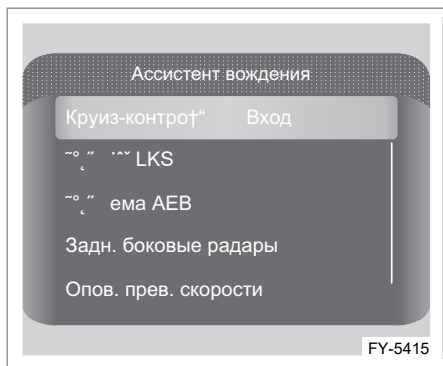 Ассистент вождения
Круиз-контро†“ Вход
LKS
ема AEB
Задн. боковые радары
Опов. прев. скорости
FY-5415